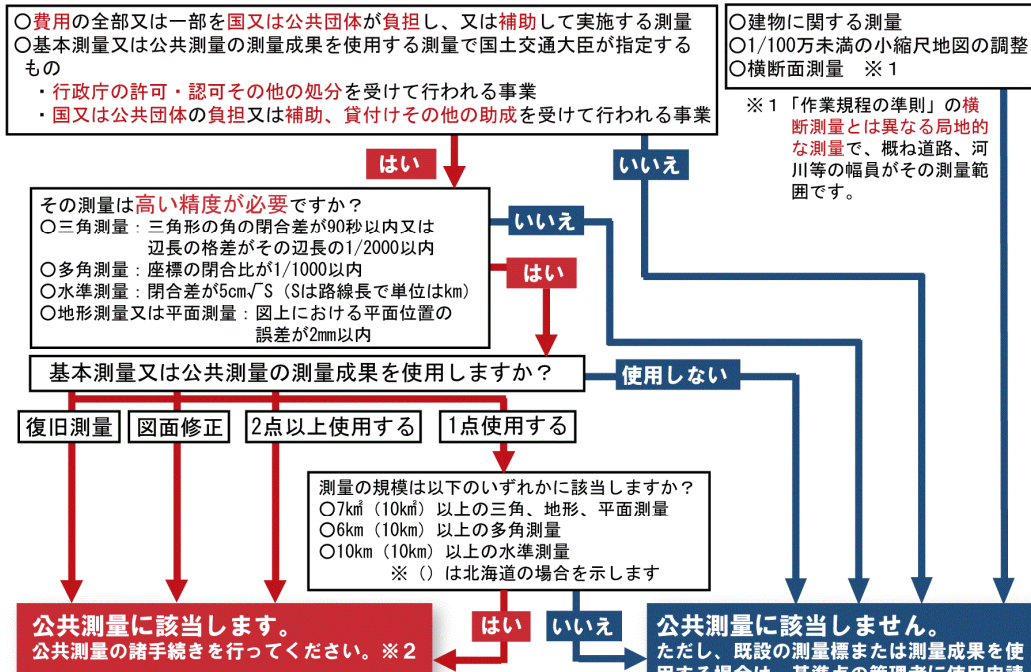 ○費用の全部又は一部を国又は公共団体が負担し、又は補助して実施する測量
○基本測量又は公共測量の測量成果を使用する測量で国土交通大臣が指定する
もの
・行政庁の許可・認可その他の処分を受けて行われる事業
・国又は公共団体の負担又は補助、貸付けその他の助成を受けて行われる事業
○建物に関する測量
○1/100万未満の小縮尺地図の調整
○横断面測量 ※1
※1「作業規程の準則」の横
断測量とは異なる局地的
な測量で、概ね道路、河
川等の幅員がその測量範
囲です。
はい
いいえ
その測量は高い精度が必要ですか？
○三角測量：三角形の角の閉合差が90秒以内又は
辺長の格差がその辺長の1/2000以内
○多角測量：座標の閉合比が1/1000以内
○水準測量：閉合差が5cm√S（Sは路線長で単位はkm）
○地形測量又は平面測量：図上における平面位置の
誤差が2mm以内
いいえ
はい
基本測量又は公共測量の測量成果を使用しますか？
使用しない
復旧測量
図面修正
2点以上使用する
1点使用する
測量の規模は以下のいずれかに該当しますか？
○7k㎡（10k㎡）以上の三角、地形、平面測量
○6km（10km）以上の多角測量
○10km（10km）以上の水準測量
※（）は北海道の場合を示します
はい
いいえ
公共測量に該当します。
公共測量の諸手続きを行ってください。※2
公共測量に該当しません。
ただし、既設の測量標または測量成果を使
用する場合は、基準点の管理者に使用申請